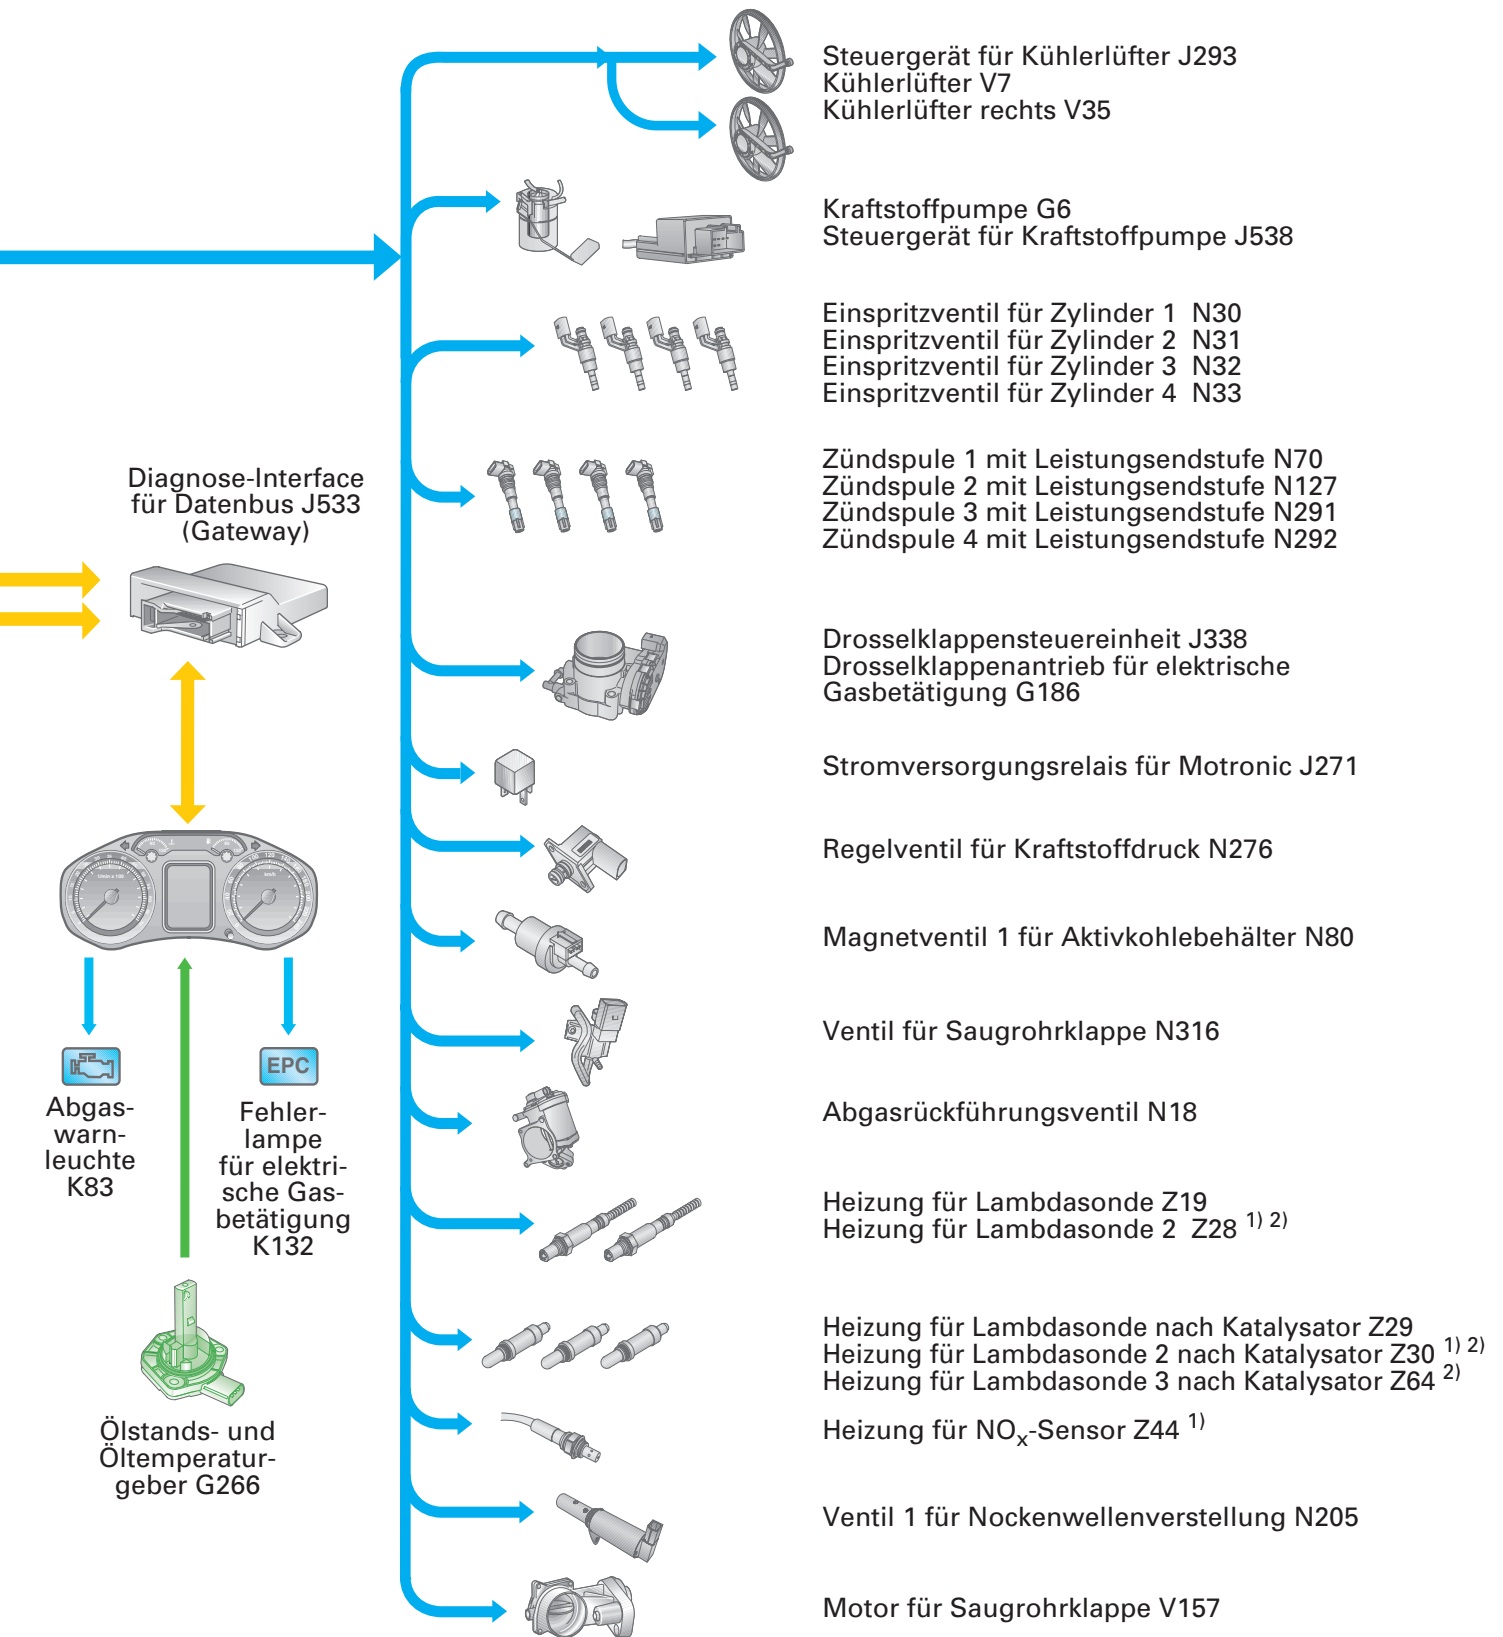 Steuergerät für Kühlerlüfter J293
Kühlerlüfter V7
Kühlerlüfter rechts V35
Kraftstoffpumpe G6
Steuergerät für Kraftstoffpumpe J538
Einspritzventil für Zylinder 1 N30
Einspritzventil für Zylinder 2 N31
Einspritzventil für Zylinder 3 N32
Einspritzventil für Zylinder 4 N33
Zündspule 1 mit Leistungsendstufe N70
Zündspule 2 mit Leistungsendstufe N127
Zündspule 3 mit Leistungsendstufe N291
Zündspule 4 mit Leistungsendstufe N292
Diagnose-Interface
für Datenbus J533
(Gateway)
Drosselklappensteuereinheit J338
Drosselklappenantrieb für elektrische
Gasbetätigung G186
Stromversorgungsrelais für Motronic J271
Regelventil für Kraftstoffdruck N276
Magnetventil 1 für Aktivkohlebehälter N80
Ventil für Saugrohrklappe N316
EPC
Abgas-
warn-
leuchte
K83
Fehler-
lampe
für elektri-
sche Gas-
betätigung
K132
Abgasrückführungsventil N18
Heizung für Lambdasonde Z19
Heizung für Lambdasonde 2 Z28 1) 2)
Heizung für Lambdasonde nach Katalysator Z29
Heizung für Lambdasonde 2 nach Katalysator Z30 1) 2)
Heizung für Lambdasonde 3 nach Katalysator Z64 2)
Ölstands- und
Öltemperatur-
geber G266
Heizung für NOx-Sensor Z44 1)
Ventil 1 für Nockenwellenverstellung N205
Motor für Saugrohrklappe V157